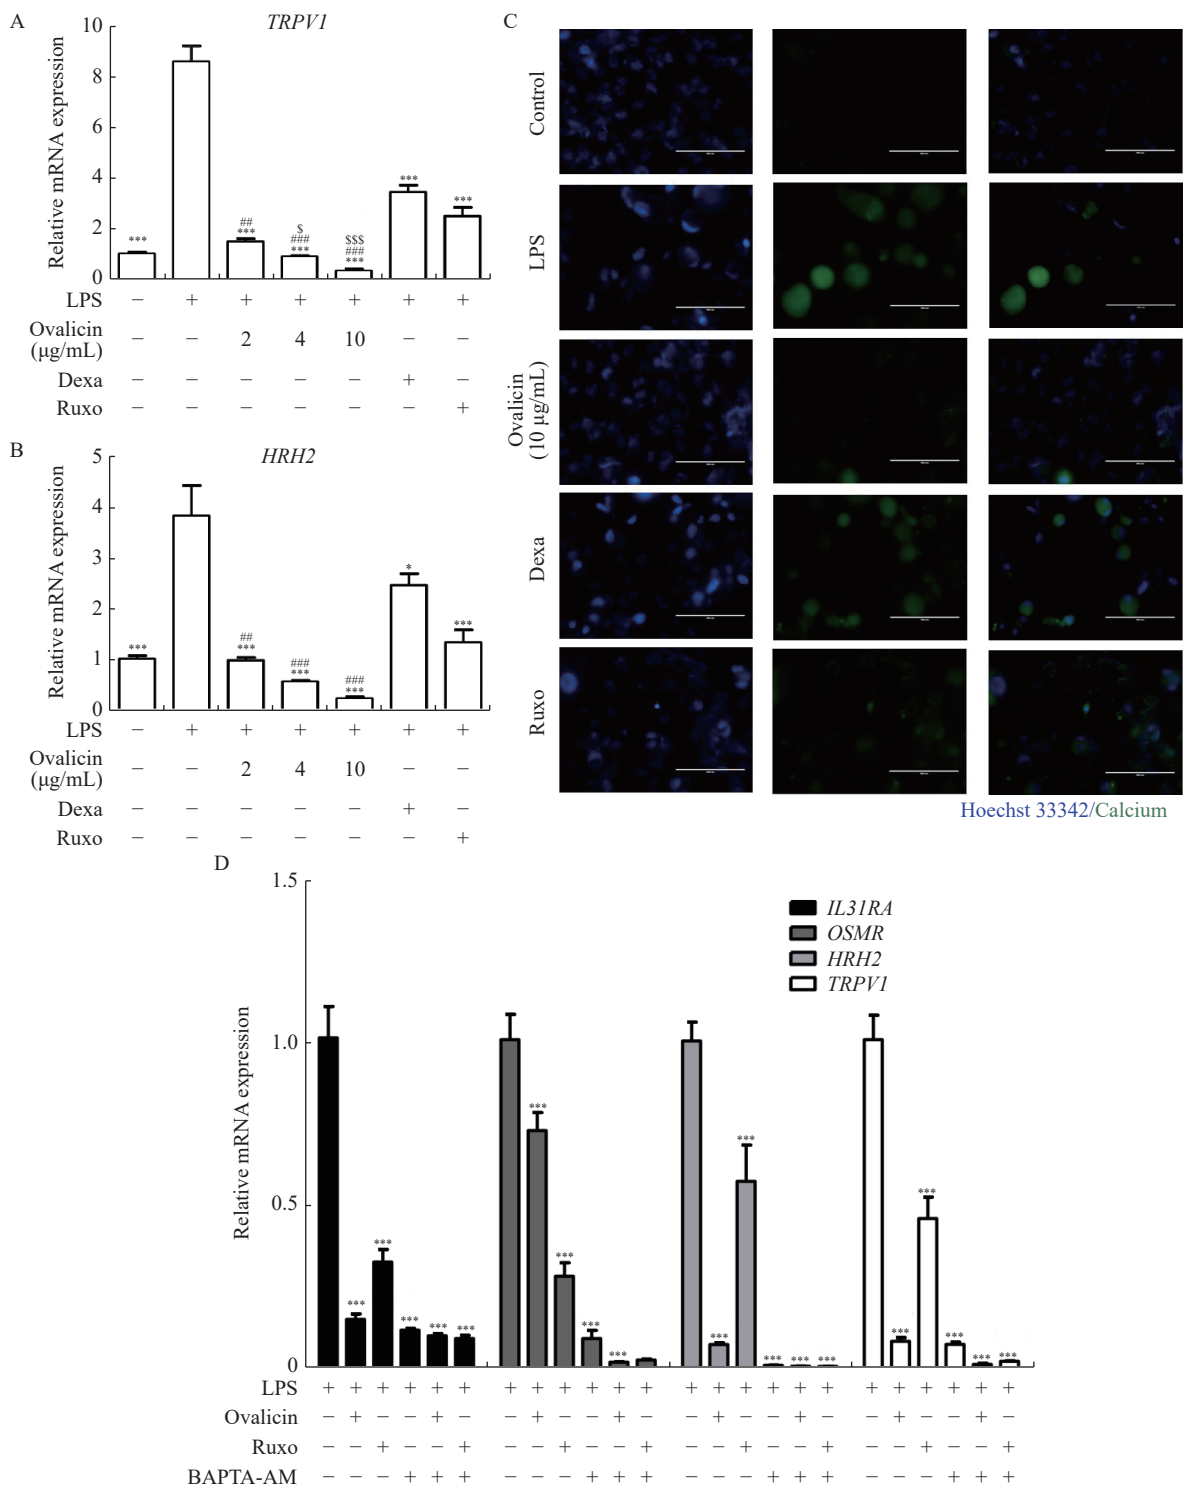 A
TRPV1
Relative mRNA expression
10
8
6
4
2
0
***
##
***
$
###
***
$$$
###
***
***
***
LPS − + + + + + +
Ovalicin (μg/mL) − − 2 4 10 − −
Dexa − − − − − + −
Ruxo − − − − − − +
B
HRH2
Relative mRNA expression
5
4
3
2
1
0
***
##
***
###
***
###
***
*
***
LPS − + + + + + +
Ovalicin (μg/mL) − − 2 4 10 − −
Dexa − − − − − + −
Ruxo − − − − − − +
C
Control
LPS
Ovalicin
(10 μg/mL)
Dexa
Ruxo
Hoechst 33342/Calcium
D
Relative mRNA expression
1.5
1.0
0.5
0
IL31RA
OSMR
HRH2
TRPV1
*** *** *** *** ***
*** *** *** ***
*** *** *** *** ***
*** *** *** *** ***
LPS + + + + + + + + + + + + + + + + + + + + + + + +
Ovalicin − + − − + − − + − − + − − + − − + − − + − − + −
Ruxo − − + − − + − − + − − + − − + − − + − − + − − +
BAPTA-AM − − − + + + − − − + + + − − − + + + − − − + + +